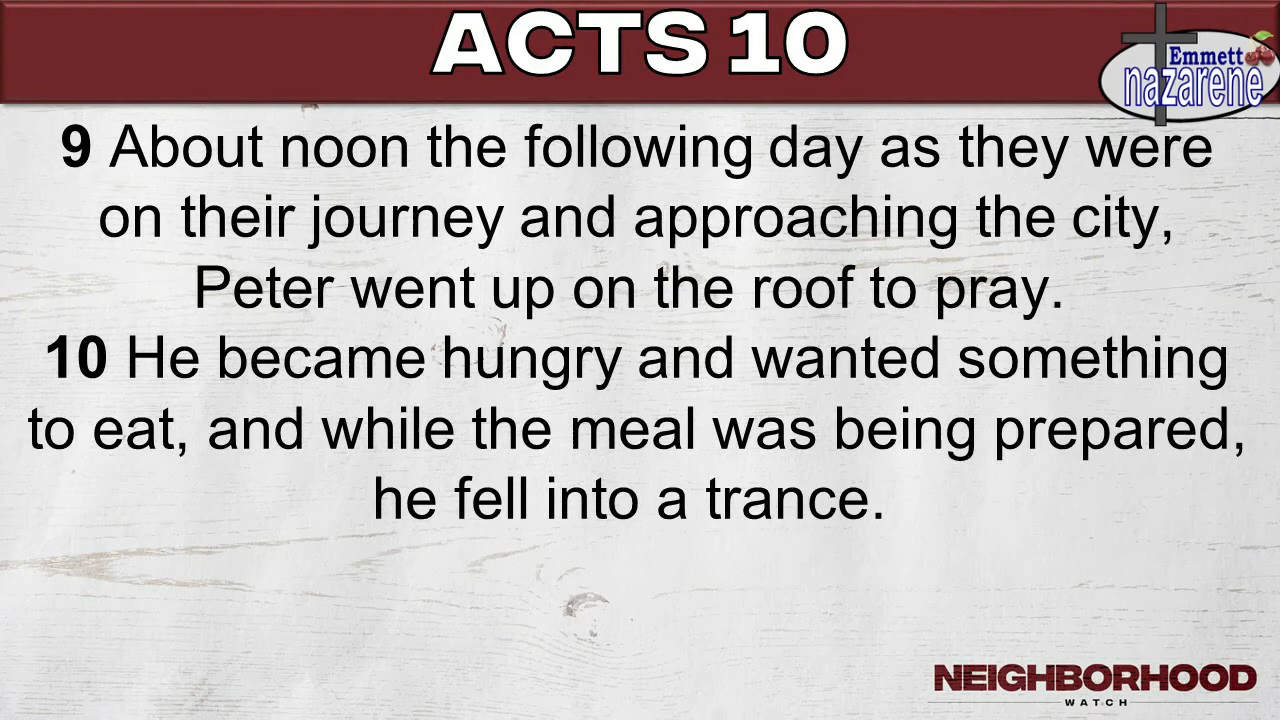 ACTS 10
Emmett
nazarene
9 About noon the following day as they were
on their journey and approaching the city,
Peter went up on the roof to pray.
10 He became hungry and wanted something
to eat, and while the meal was being prepared,
he fell into a trance.
NEIGHBORHOOD
WATCH